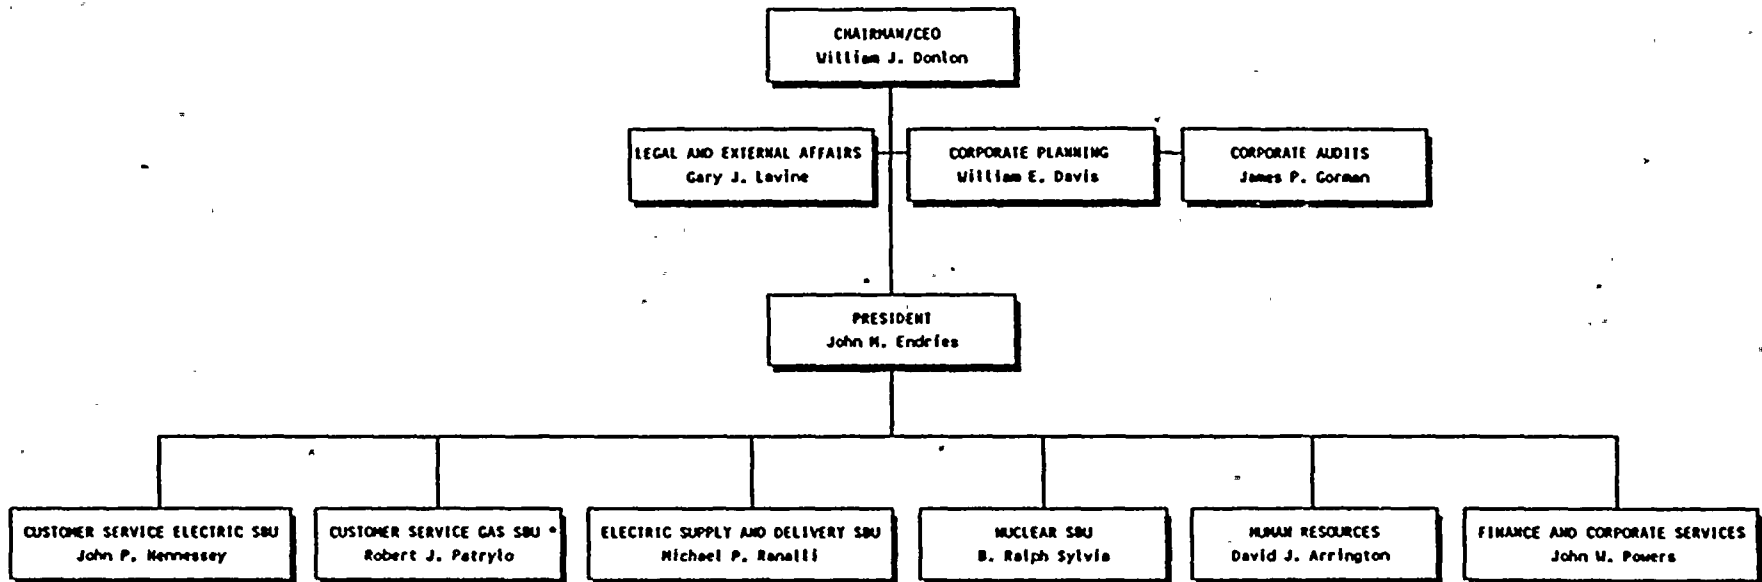 CHAIRMAN/CEO
William J. Donlon
LEGAL AND EXTERNAL AFFAIRS
Gary J. Lavine
CORPORATE PLANNING
William E. Davis
CORPORATE AUDITS
James P. Gorman
PRESIDENT
John M. Endries
CUSTOMER SERVICE ELECTRIC SBU
John P. Hennessey
CUSTOMER SERVICE GAS SBU *
Robert J. Patrylo
ELECTRIC SUPPLY AND DELIVERY SBU
Michael P. Ranalli
NUCLEAR SBU
B. Ralph Sylvia
HUMAN RESOURCES
David J. Arrington
FINANCE AND CORPORATE SERVICES
John W. Powers